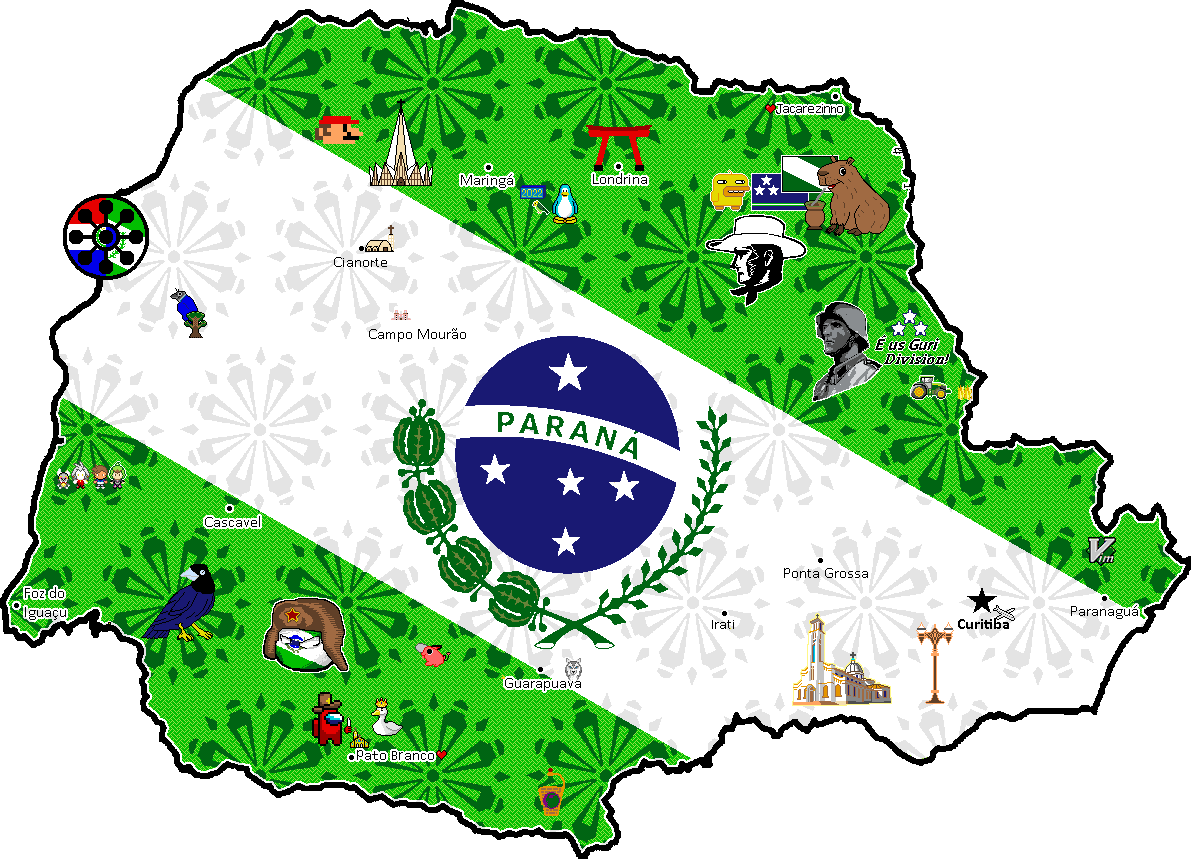 Jacarezinho
Maringá
Londrina
2022
Cianorte
Campo Mourão
É us Guri
Division!
PARANÁ
Cascavel
Vim
Foz do
Iguaçu
Ponta Grossa
Paranaguá
Irati
Curitiba
Guarapuava
Pato Branco